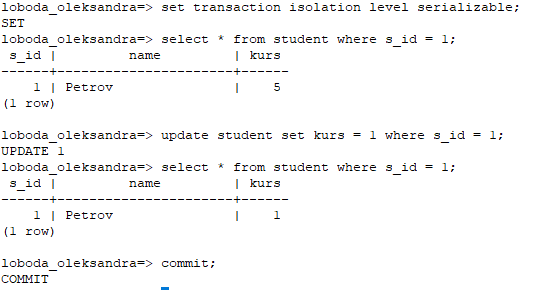 loboda_oleksandra=> set transaction isolation level serializable;
SET
loboda_oleksandra=> select * from student where s_id = 1;
 s_id |         name         | kurs
------+----------------------+------
    1 | Petrov               |    5
(1 row)

loboda_oleksandra=> update student set kurs = 1 where s_id = 1;
UPDATE 1
loboda_oleksandra=> select * from student where s_id = 1;
 s_id |         name         | kurs
------+----------------------+------
    1 | Petrov               |    1
(1 row)

loboda_oleksandra=> commit;
COMMIT